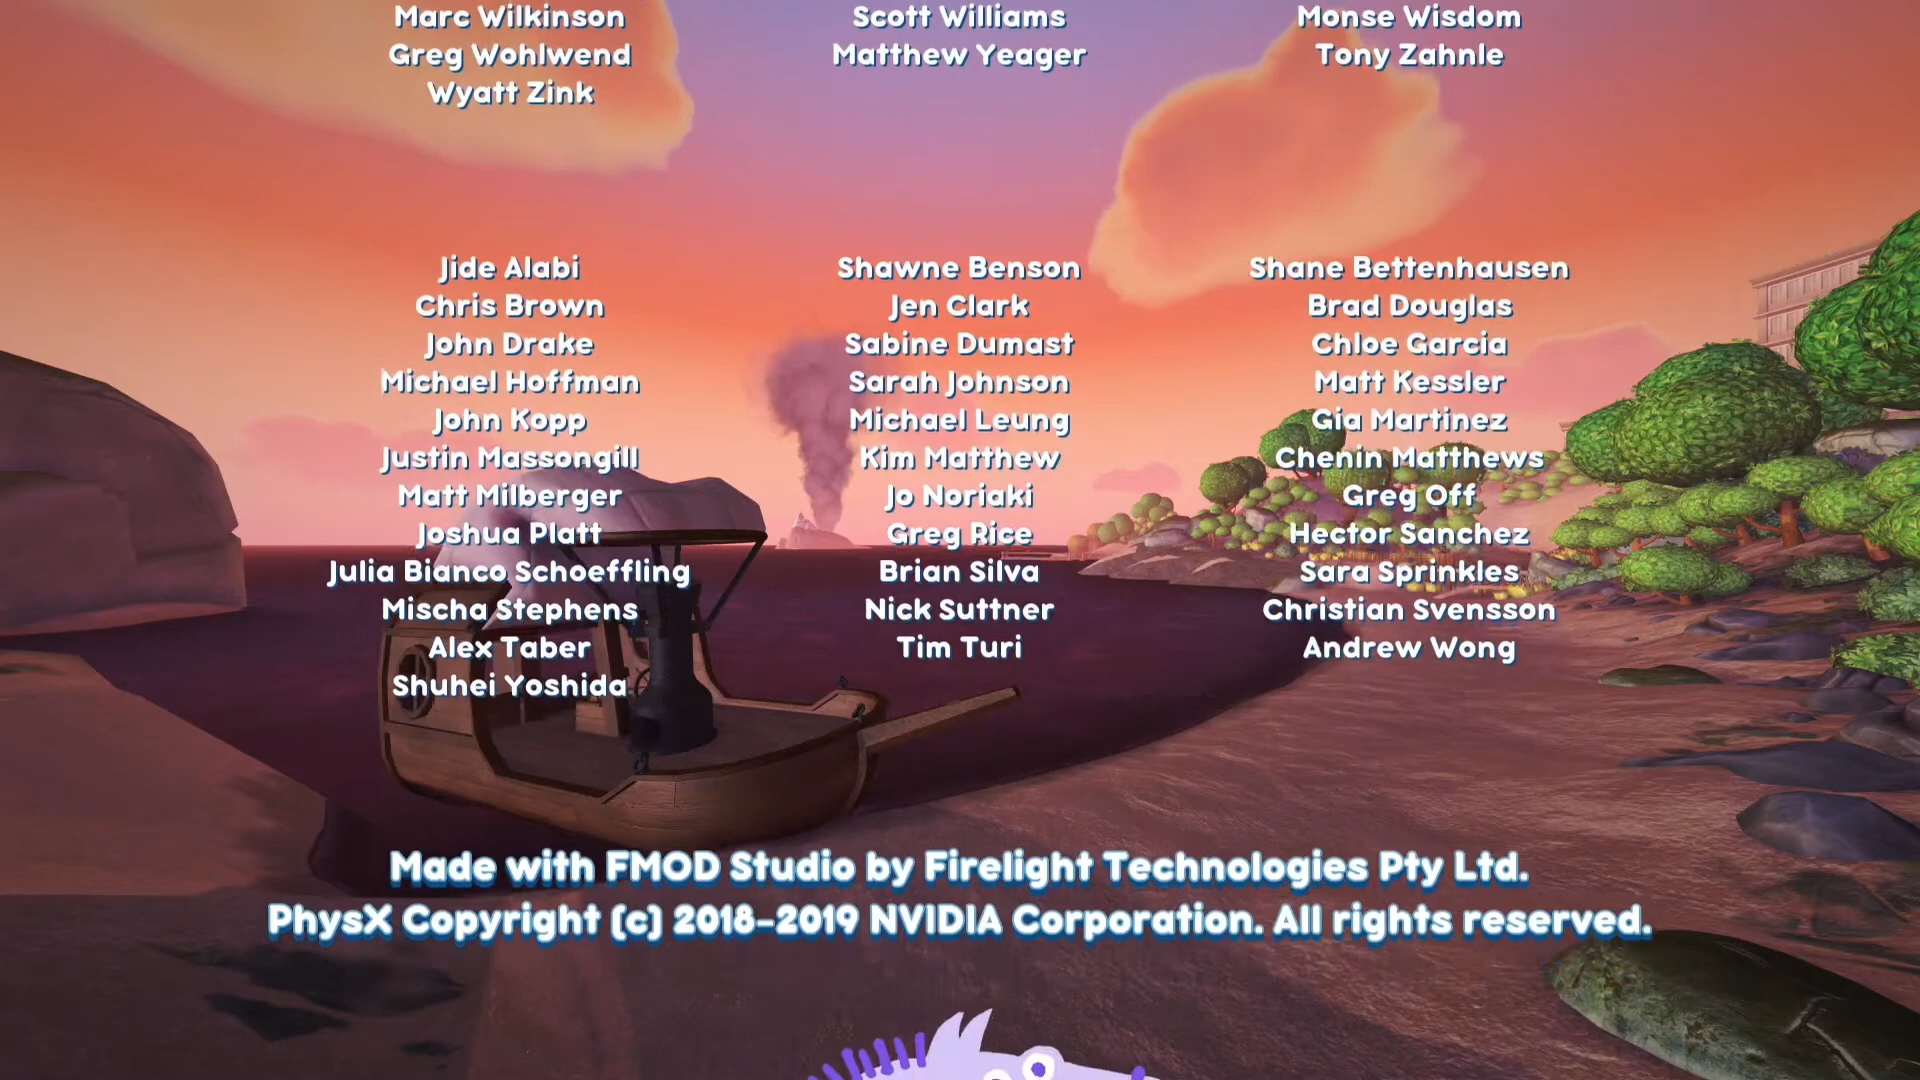 Marc Wilkinson Scott Williams Monse Wisdom
Greg Wohlwend Matthew Yeager Tony Zahnle
Wyatt Zink
Jide Alabi Shawne Benson Shane Bettenhausen
Chris Brown Jen Clark Brad Douglas
John Drake Sabine Dumast Chloe Garcia
Michael Hoffman Sarah Johnson Matt Kessler
John Kopp Michael Leung Gia Martinez
Justin Massongill Kim Matthew Chenin Matthews
Matt Milberger Jo Noriaki Greg Off
Joshua Platt Greg Rice Hector Sanchez
Julia Bianco Schoeffling Brian Silva Sara Sprinkles
Mischa Stephens Nick Suttner Christian Svensson
Alex Taber Tim Turi Andrew Wong
Shuhei Yoshida
Made with FMOD Studio by Firelight Technologies Pty Ltd.
PhysX Copyright (c) 2018-2019 NVIDIA Corporation. All rights reserved.